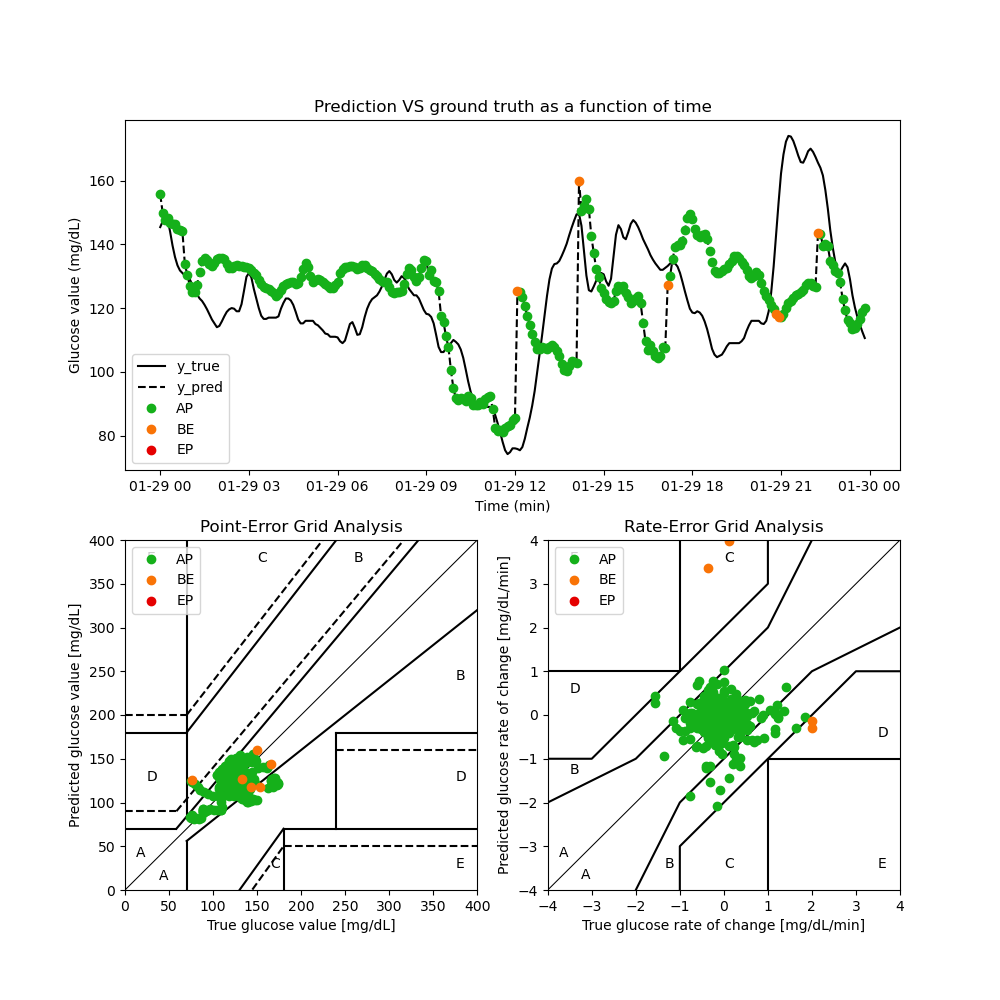 Prediction VS ground truth as a function of time
Glucose value (mg/dL)
160
140
120
100
80
y_true
y_pred
AP
BE
EP
01-29 00 01-29 03 01-29 06 01-29 09 01-29 12 01-29 15 01-29 18 01-29 21 01-30 00
Time (min)
Point-Error Grid Analysis
Predicted glucose value [mg/dL]
400
350
300
250
200
150
100
50
0
AP
BE
EP
C
B
B
D
D
A
A
C
E
0 50 100 150 200 250 300 350 400
True glucose value [mg/dL]
Rate-Error Grid Analysis
Predicted glucose rate of change [mg/dL/min]
4
3
2
1
0
−1
−2
−3
−4
AP
BE
EP
C
D
D
B
A
A
B
C
E
−4 −3 −2 −1 0 1 2 3 4
True glucose rate of change [mg/dL/min]